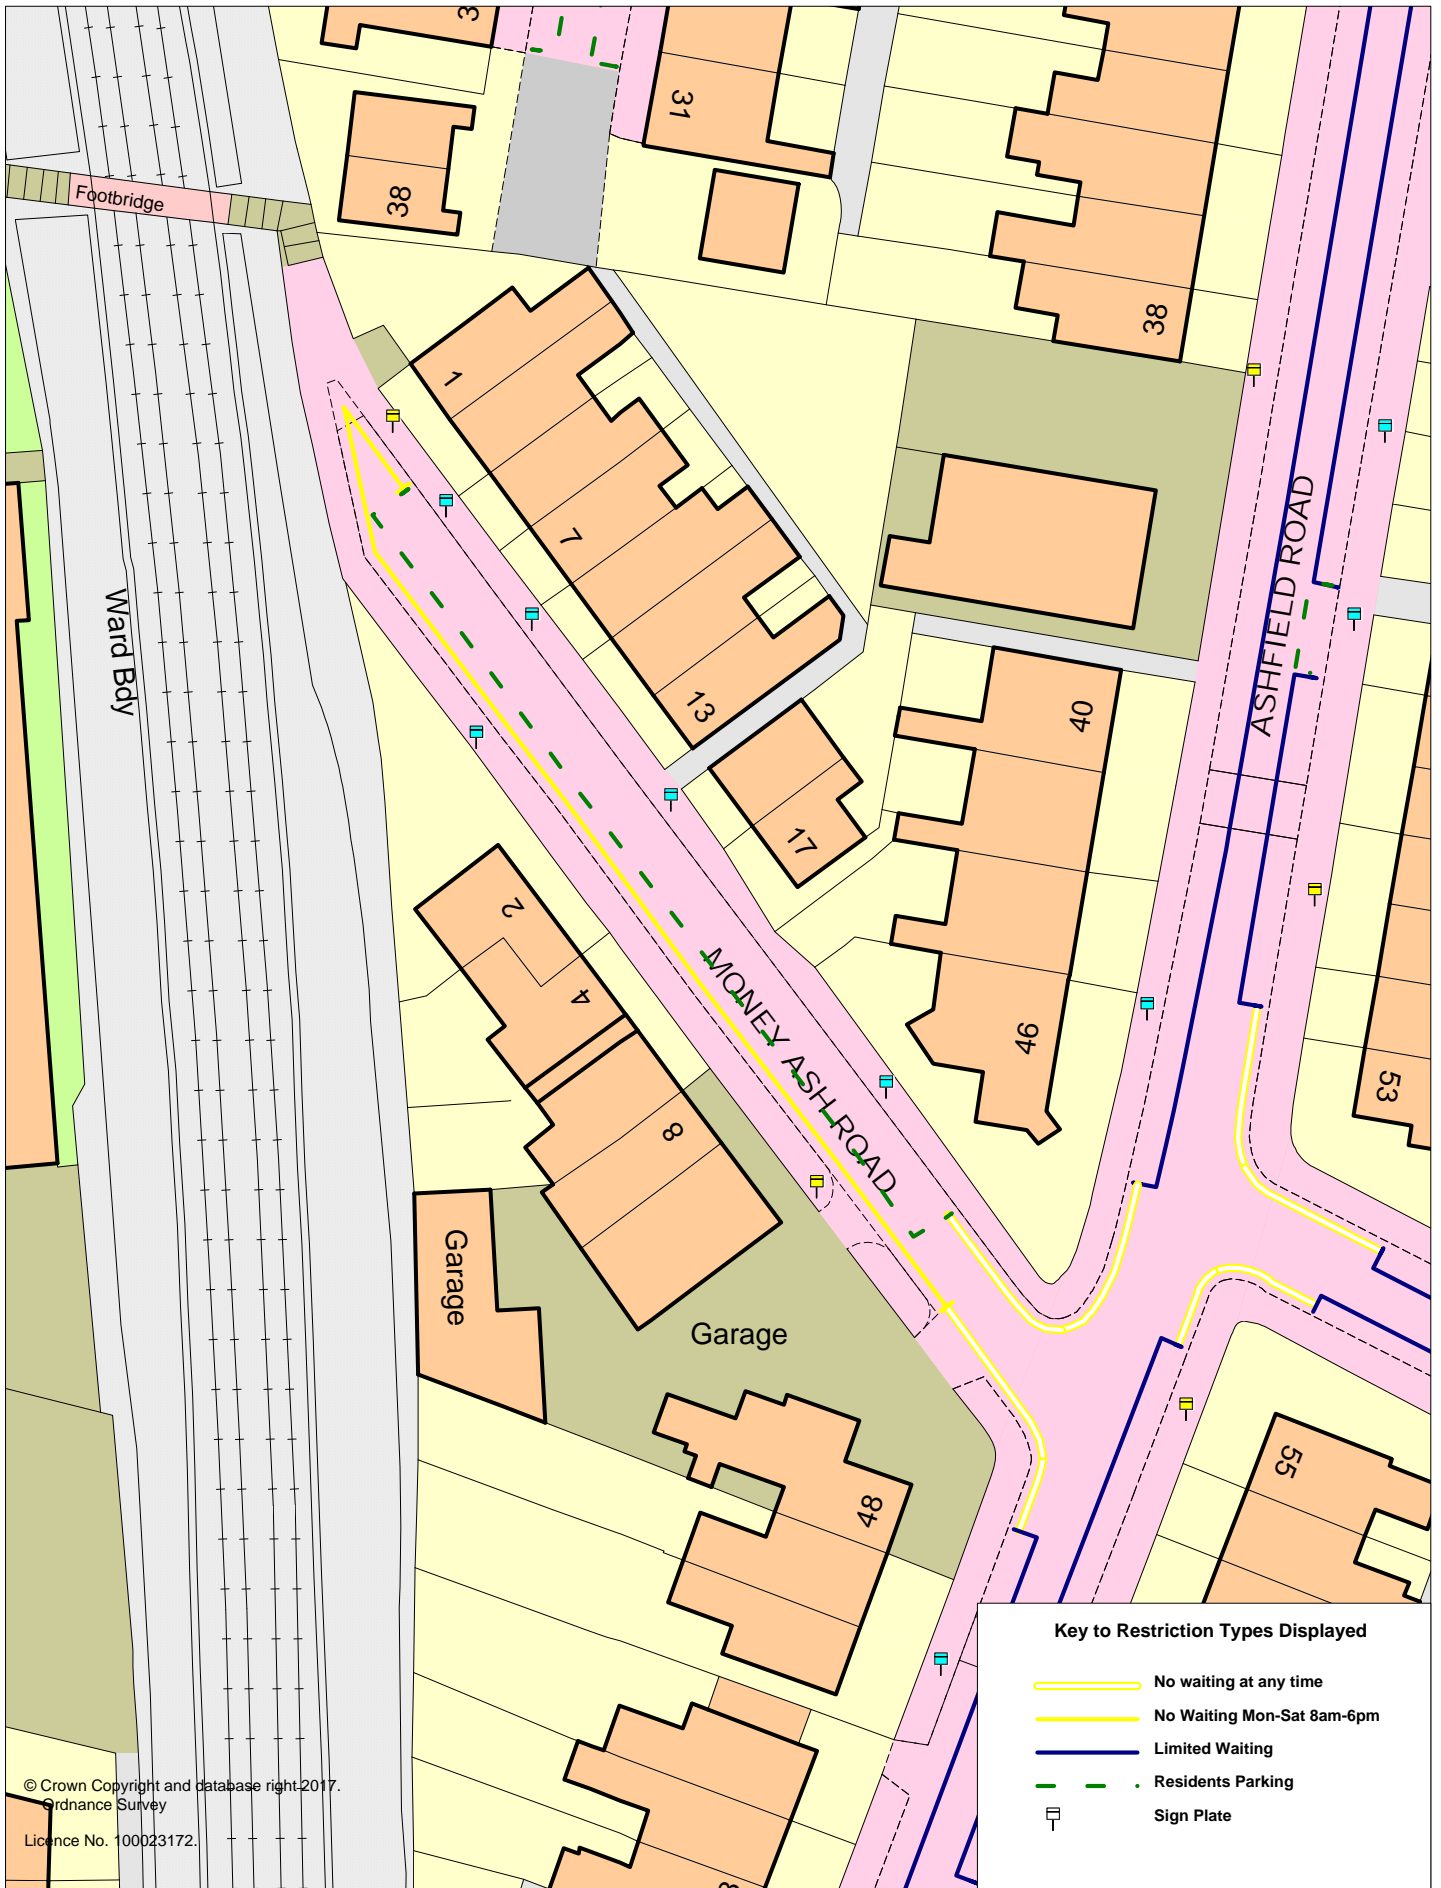 31
38
Footbridge
38
1
7
13
17
Ward Bdy
ASHFIELD ROAD
40
46
53
2
4
8
MONEY ASH ROAD
Garage
Garage
48
55
Key to Restriction Types Displayed
No waiting at any time
No Waiting Mon-Sat 8am-6pm
Limited Waiting
Residents Parking
Sign Plate
© Crown Copyright and database right 2017.
Ordnance Survey
Licence No. 100023172.